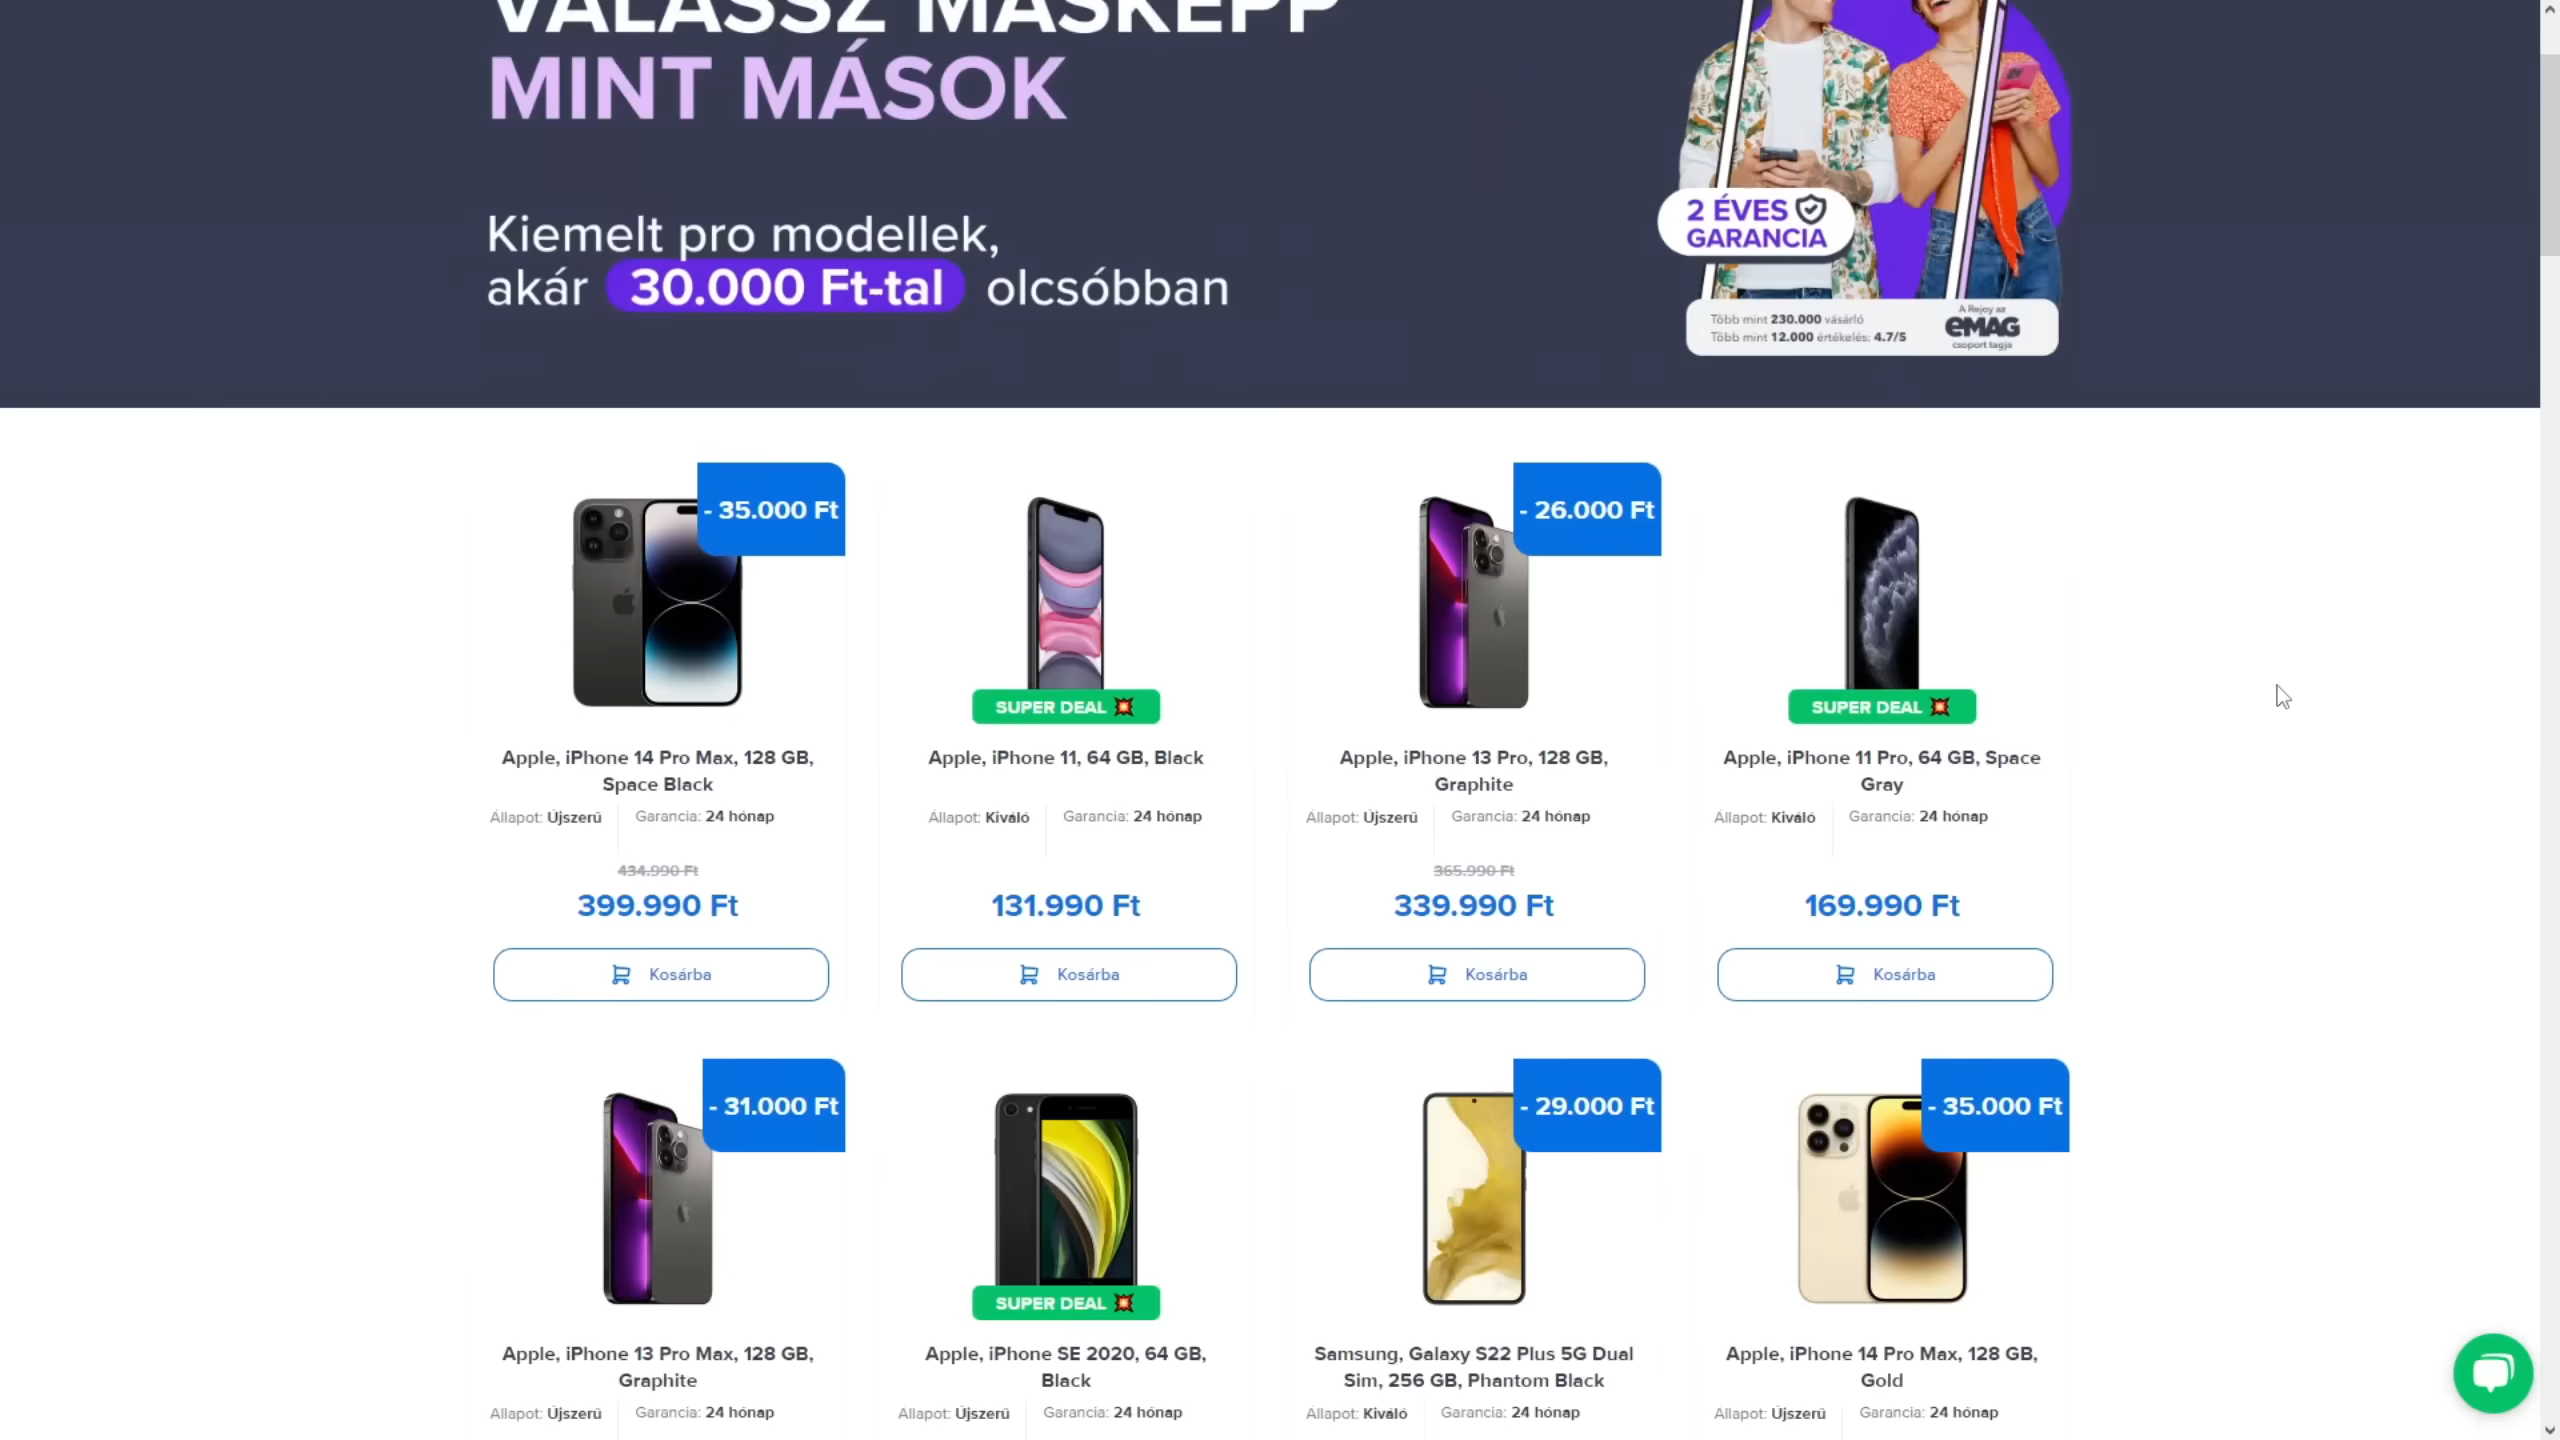 VÁLASSZ MÁSKÉPP
MINT MÁSOK
Kiemelt pro modellek,
akár 30.000 Ft-tal olcsóbban
2 ÉVES
GARANCIA
Több mint 230.000 vásárló
Több mint 12.000 értékelés: 4.7/5
A Rejoy az
eMAG
csoport tagja
- 35.000 Ft
- 26.000 Ft
SUPER DEAL
SUPER DEAL
Apple, iPhone 14 Pro Max, 128 GB,
Space Black
Állapot: Újszerű Garancia: 24 hónap
434.990 Ft
399.990 Ft
Kosárba
Apple, iPhone 11, 64 GB, Black
Állapot: Kiváló Garancia: 24 hónap
131.990 Ft
Kosárba
Apple, iPhone 13 Pro, 128 GB,
Graphite
Állapot: Újszerű Garancia: 24 hónap
365.990 Ft
339.990 Ft
Kosárba
Apple, iPhone 11 Pro, 64 GB, Space
Gray
Állapot: Kiváló Garancia: 24 hónap
169.990 Ft
Kosárba
- 31.000 Ft
- 29.000 Ft
- 35.000 Ft
SUPER DEAL
Apple, iPhone 13 Pro Max, 128 GB,
Graphite
Állapot: Újszerű Garancia: 24 hónap
Apple, iPhone SE 2020, 64 GB,
Black
Állapot: Újszerű Garancia: 24 hónap
Samsung, Galaxy S22 Plus 5G Dual
Sim, 256 GB, Phantom Black
Állapot: Kiváló Garancia: 24 hónap
Apple, iPhone 14 Pro Max, 128 GB,
Gold
Állapot: Újszerű Garancia: 24 hónap